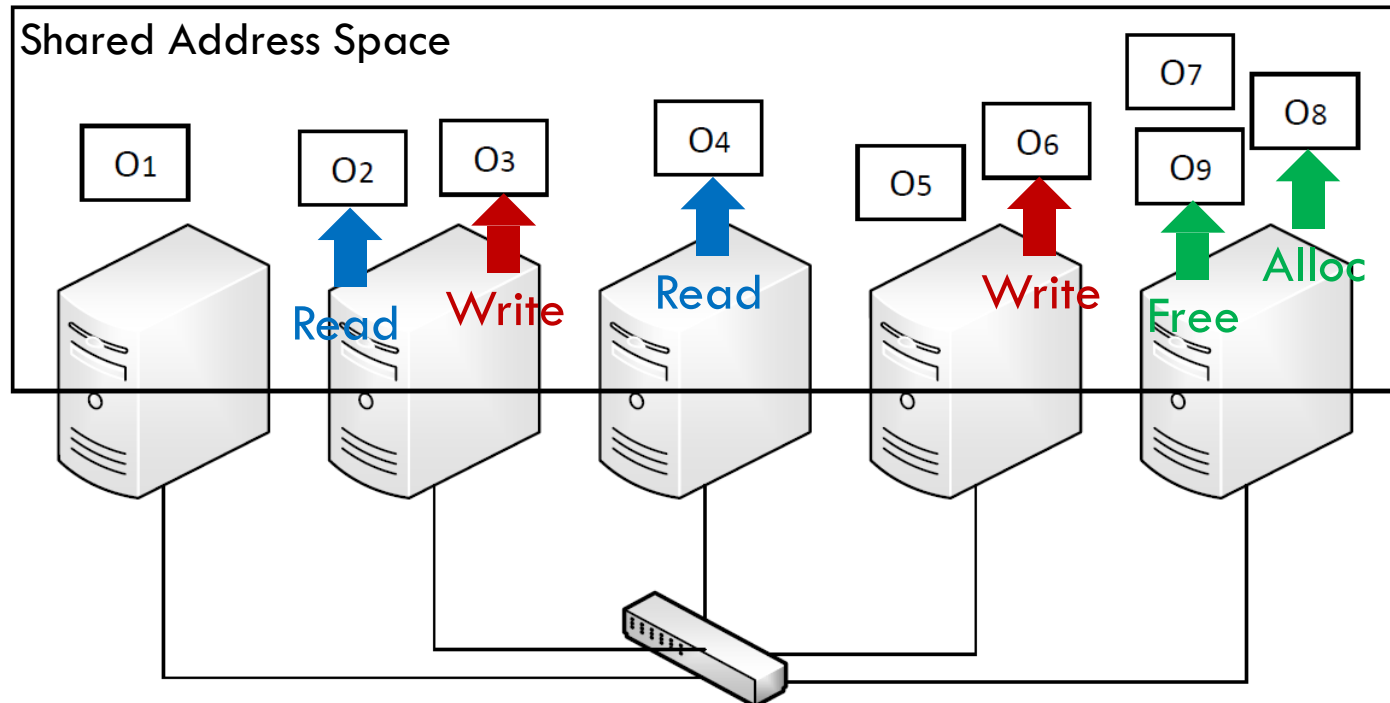 Shared Address Space
O1
O2
O3
O4
O5
O6
O7
O8
O9
Read
Write
Read
Write
Free
Alloc